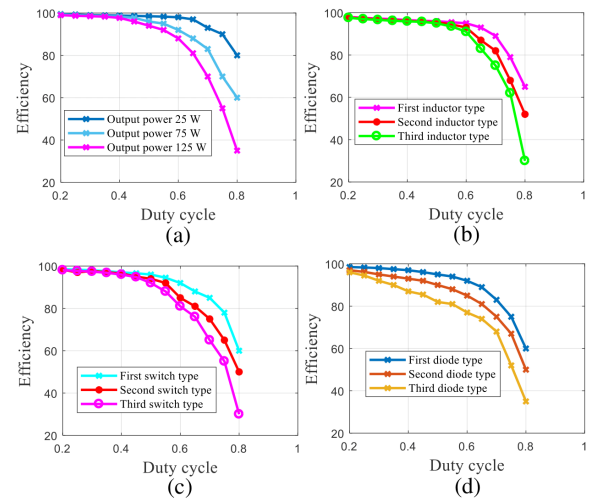 100
80
60
40
20
Efficiency
Output power 25 W
Output power 75 W
Output power 125 W
0.2 0.4 0.6 0.8 1
Duty cycle
(a)
100
80
60
40
20
Efficiency
First inductor type
Second inductor type
Third inductor type
0.2 0.4 0.6 0.8 1
Duty cycle
(b)
100
80
60
40
20
Efficiency
First switch type
Second switch type
Third switch type
0.2 0.4 0.6 0.8 1
Duty cycle
(c)
100
80
60
40
20
Efficiency
First diode type
Second diode type
Third diode type
0.2 0.4 0.6 0.8 1
Duty cycle
(d)